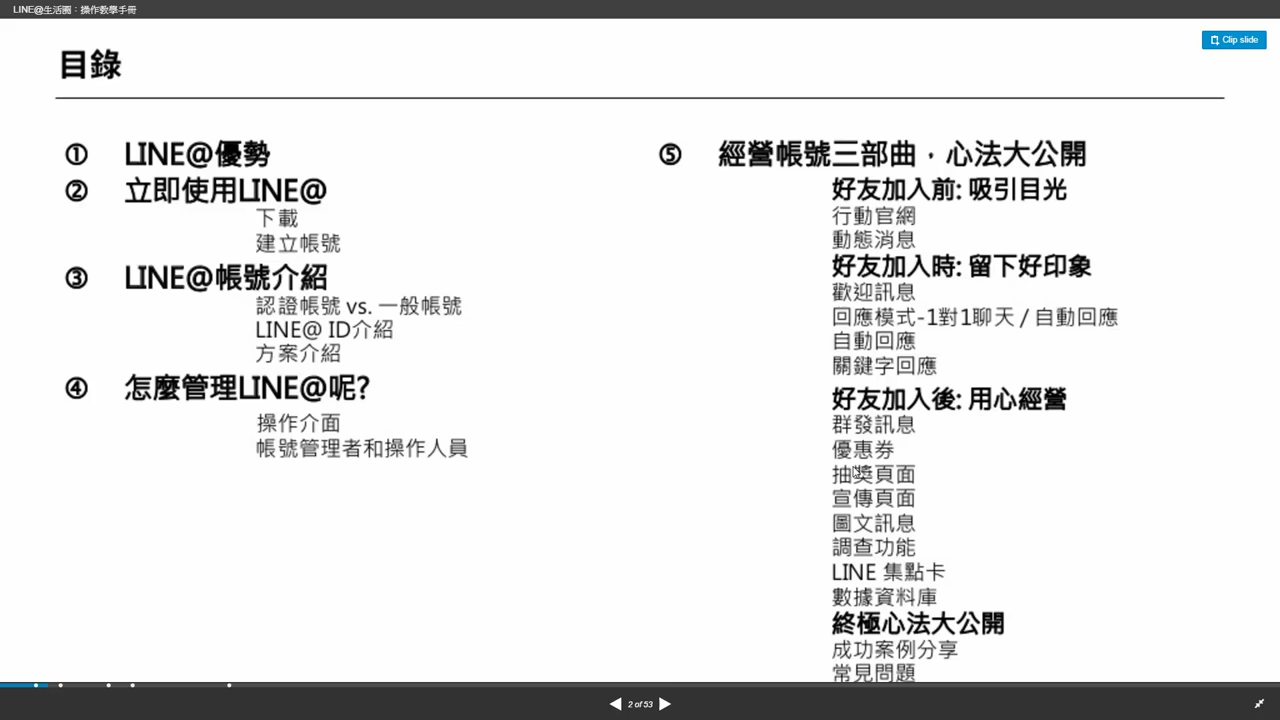 LINE@生活圈：操作教學手冊
Clip slide
目錄
① LINE@優勢
② 立即使用LINE@
下載
建立帳號
③ LINE@帳號介紹
認證帳號 vs. 一般帳號
LINE@ ID介紹
方案介紹
④ 怎麼管理LINE@呢?
操作介面
帳號管理者和操作人員
⑤ 經營帳號三部曲，心法大公開
好友加入前: 吸引目光
行動官網
動態消息
好友加入時: 留下好印象
歡迎訊息
回應模式-1對1聊天 / 自動回應
自動回應
關鍵字回應
好友加入後: 用心經營
群發訊息
優惠券
抽獎頁面
宣傳頁面
圖文訊息
調查功能
LINE 集點卡
數據資料庫
終極心法大公開
成功案例分享
常見問題
2 of 53